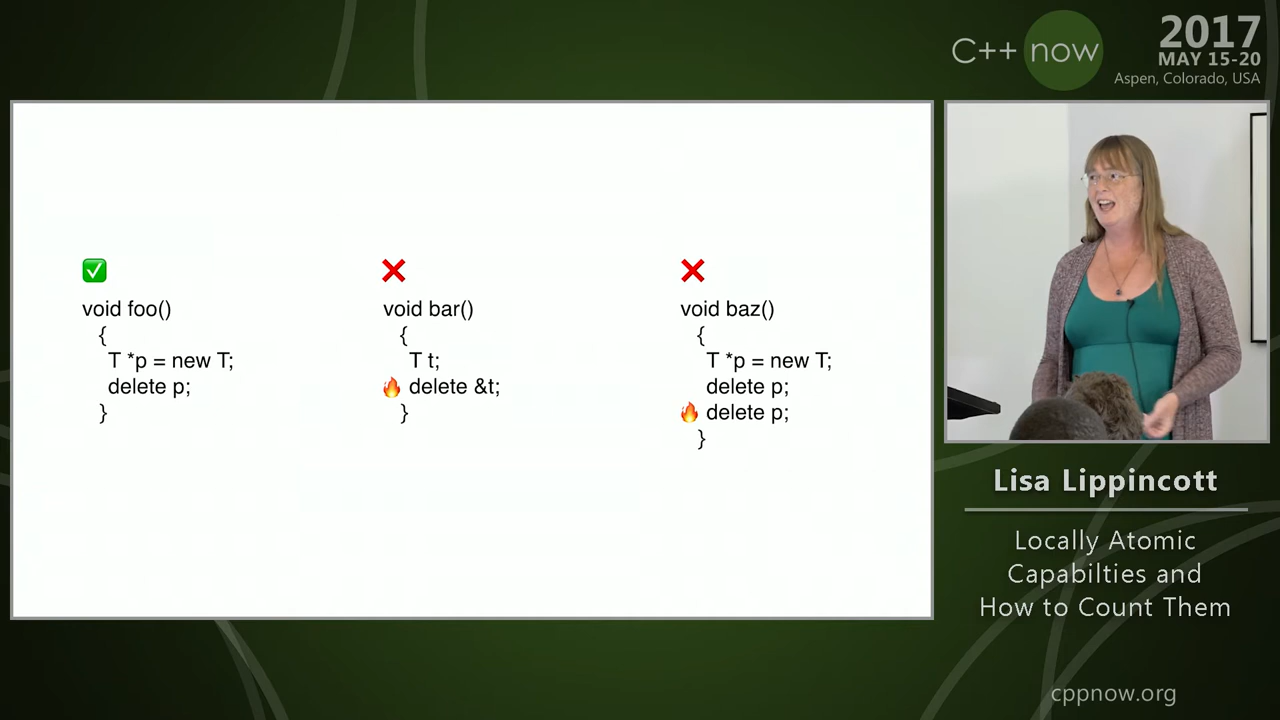 C++ now
2017
MAY 15-20
Aspen, Colorado, USA
void foo()
{
T *p = new T;
delete p;
}
void bar()
{
T t;
delete &t;
}
void baz()
{
T *p = new T;
delete p;
delete p;
}
Lisa Lippincott
Locally Atomic
Capabilties and
How to Count Them
cppnow.org